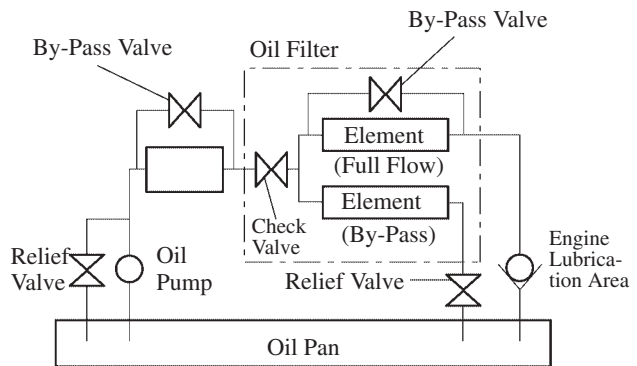 By-Pass Valve
By-Pass Valve
Oil Filter
Element
(Full Flow)
Element
(By-Pass)
Check
Valve
Relief
Valve
Oil
Pump
Relief Valve
Engine
Lubrica-
tion Area
Oil Pan